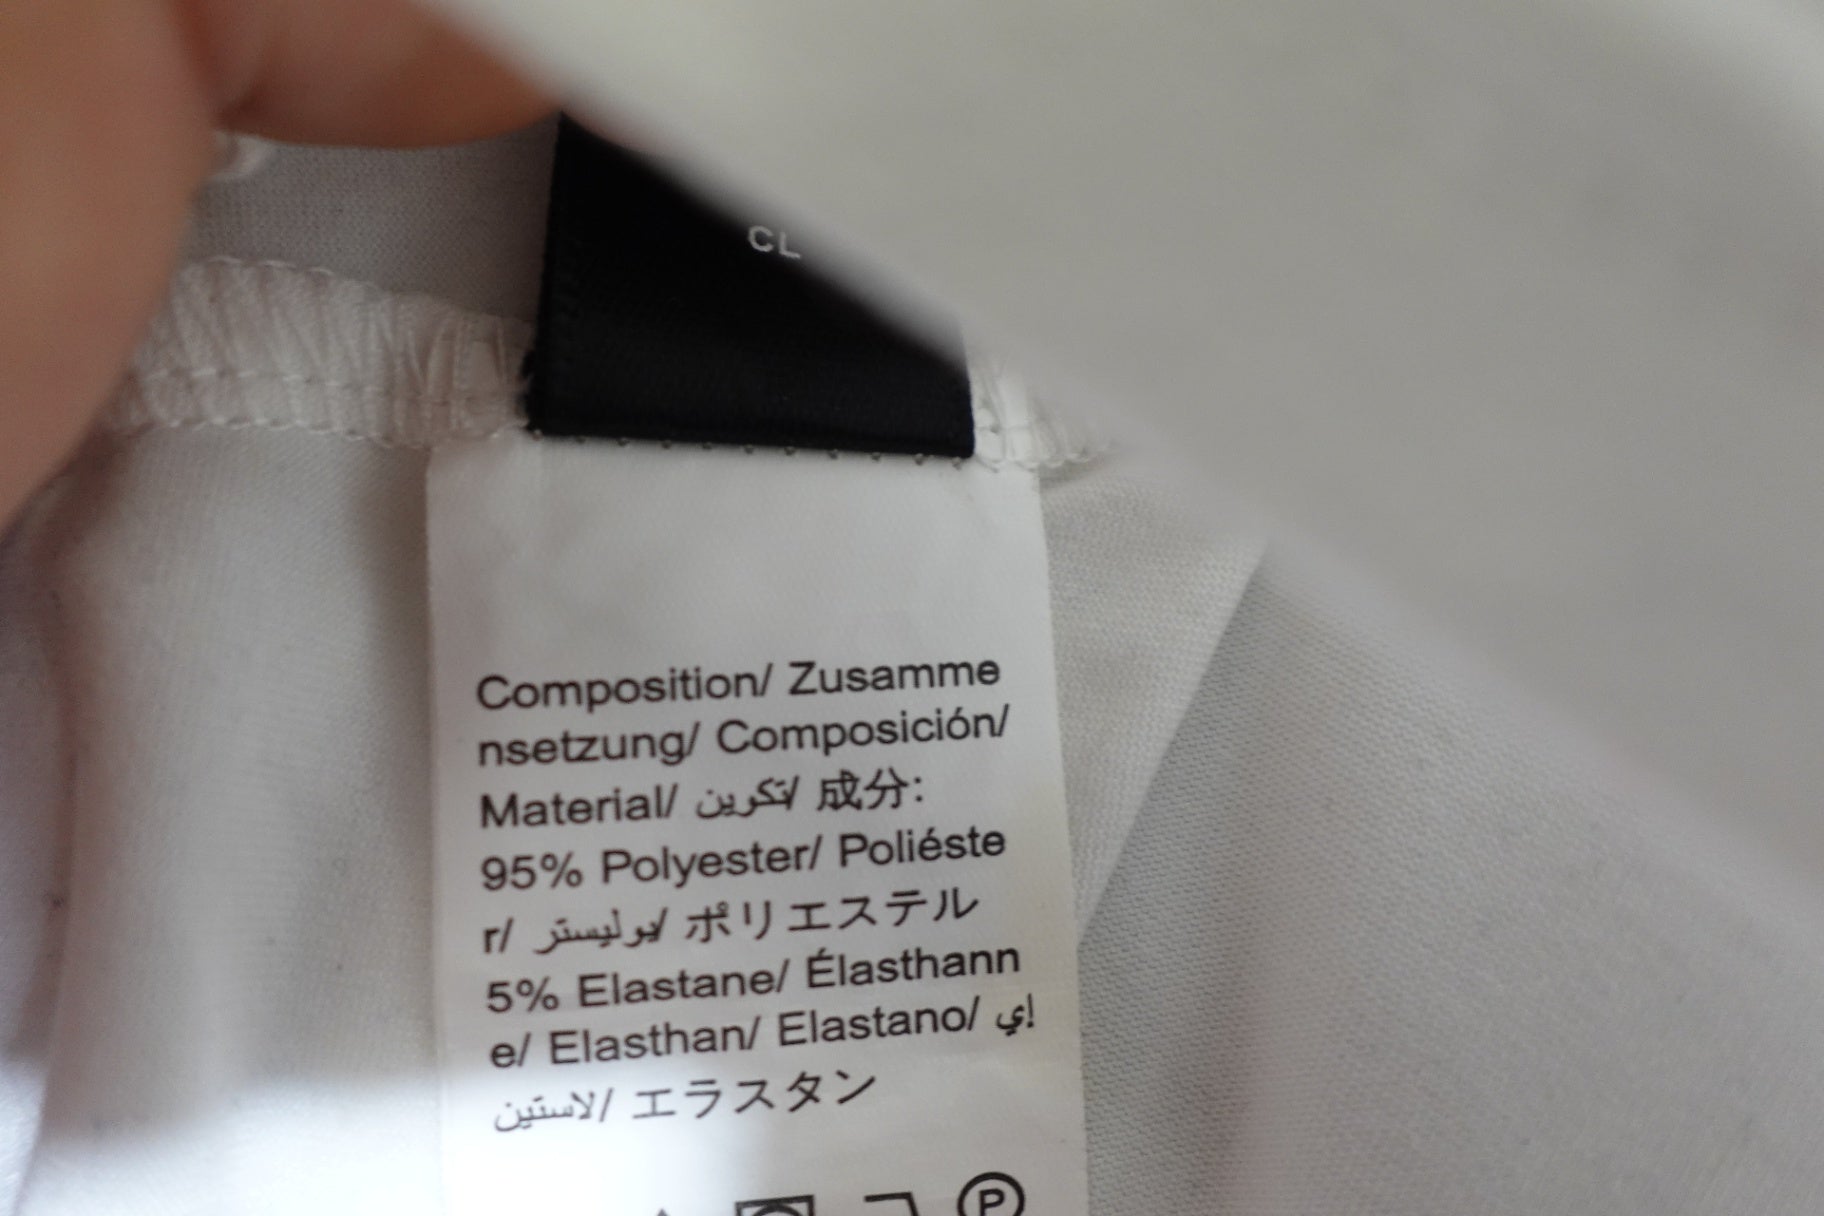 CL
Composition/ Zusamme
nsetzung/ Composición/
Material/ تكوين/ 成分:
95% Polyester/ Poliéste
r/ بوليستر/ ポリエステル
5% Elastane/ Élasthann
e/ Elasthan/ Elastano/ إي
لاستين/ エラスタン
P